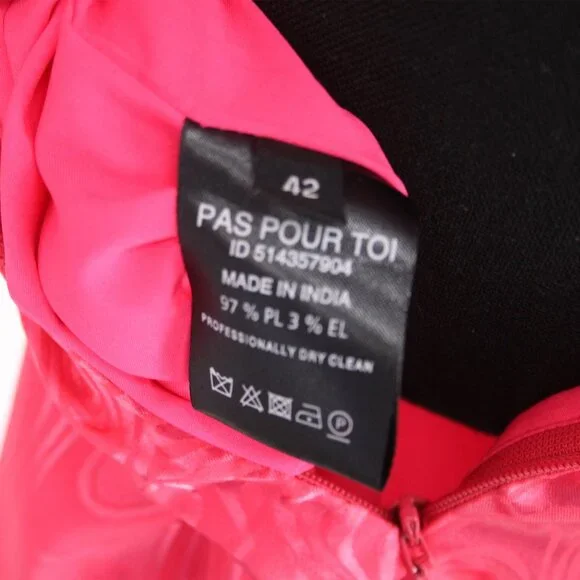 42
PAS POUR TOI
ID 514357904
MADE IN INDIA
97 % PL 3 % EL
PROFESSIONALLY DRY CLEAN
P